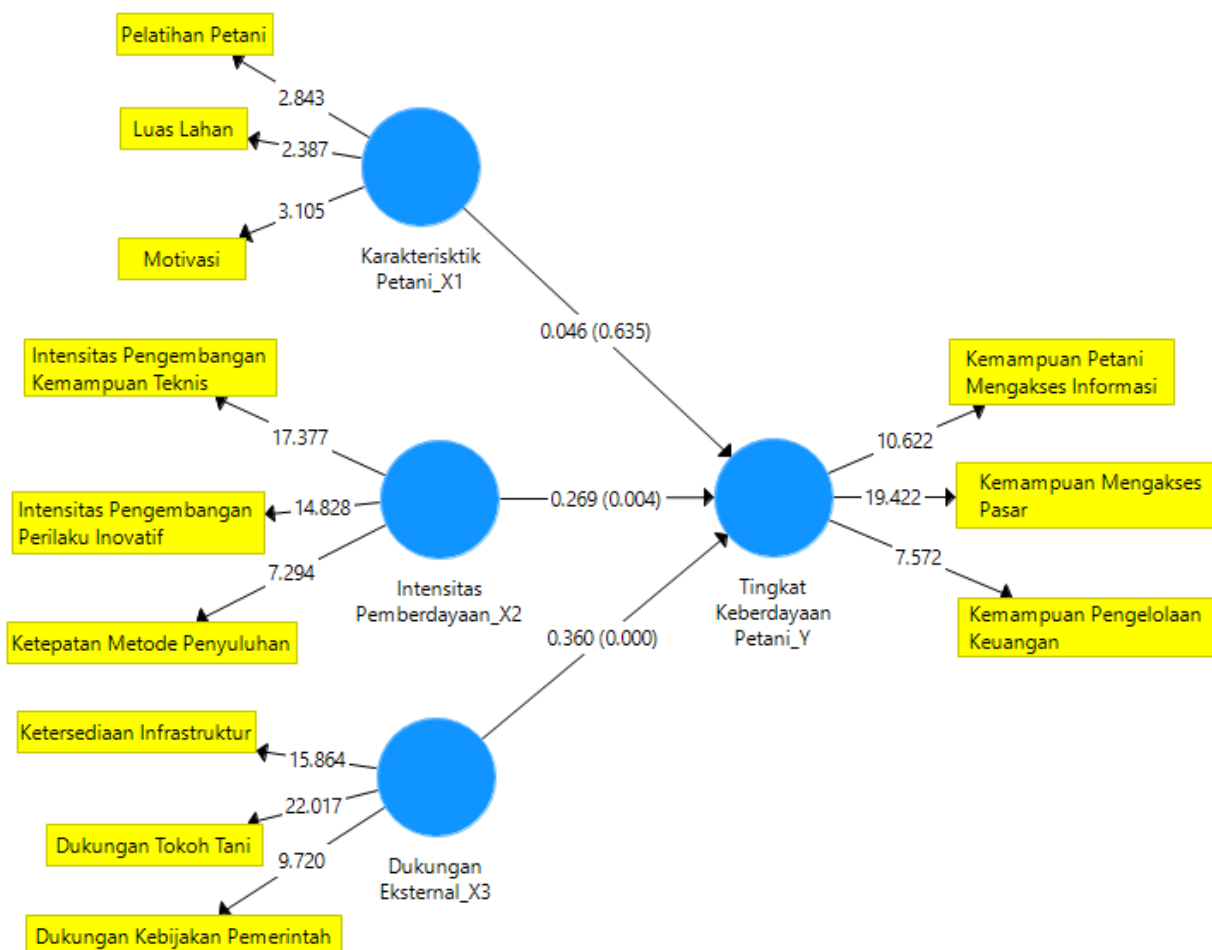 Pelatihan Petani
2.843
Luas Lahan
2.387
3.105
Motivasi
Karakterisktik
Petani_X1
0.046 (0.635)
Intensitas Pengembangan
Kemampuan Teknis
17.377
Intensitas Pengembangan
Perilaku Inovatif
14.828
7.294
Ketepatan Metode Penyuluhan
Intensitas
Pemberdayaan_X2
0.269 (0.004)
Kemampuan Petani
Mengakses Informasi
10.622
Kemampuan Mengakses
Pasar
19.422
7.572
Kemampuan Pengelolaan
Keuangan
Tingkat
Keberdayaan
Petani_Y
0.360 (0.000)
Ketersediaan Infrastruktur
15.864
22.017
Dukungan Tokoh Tani
9.720
Dukungan Kebijakan Pemerintah
Dukungan
Eksternal_X3